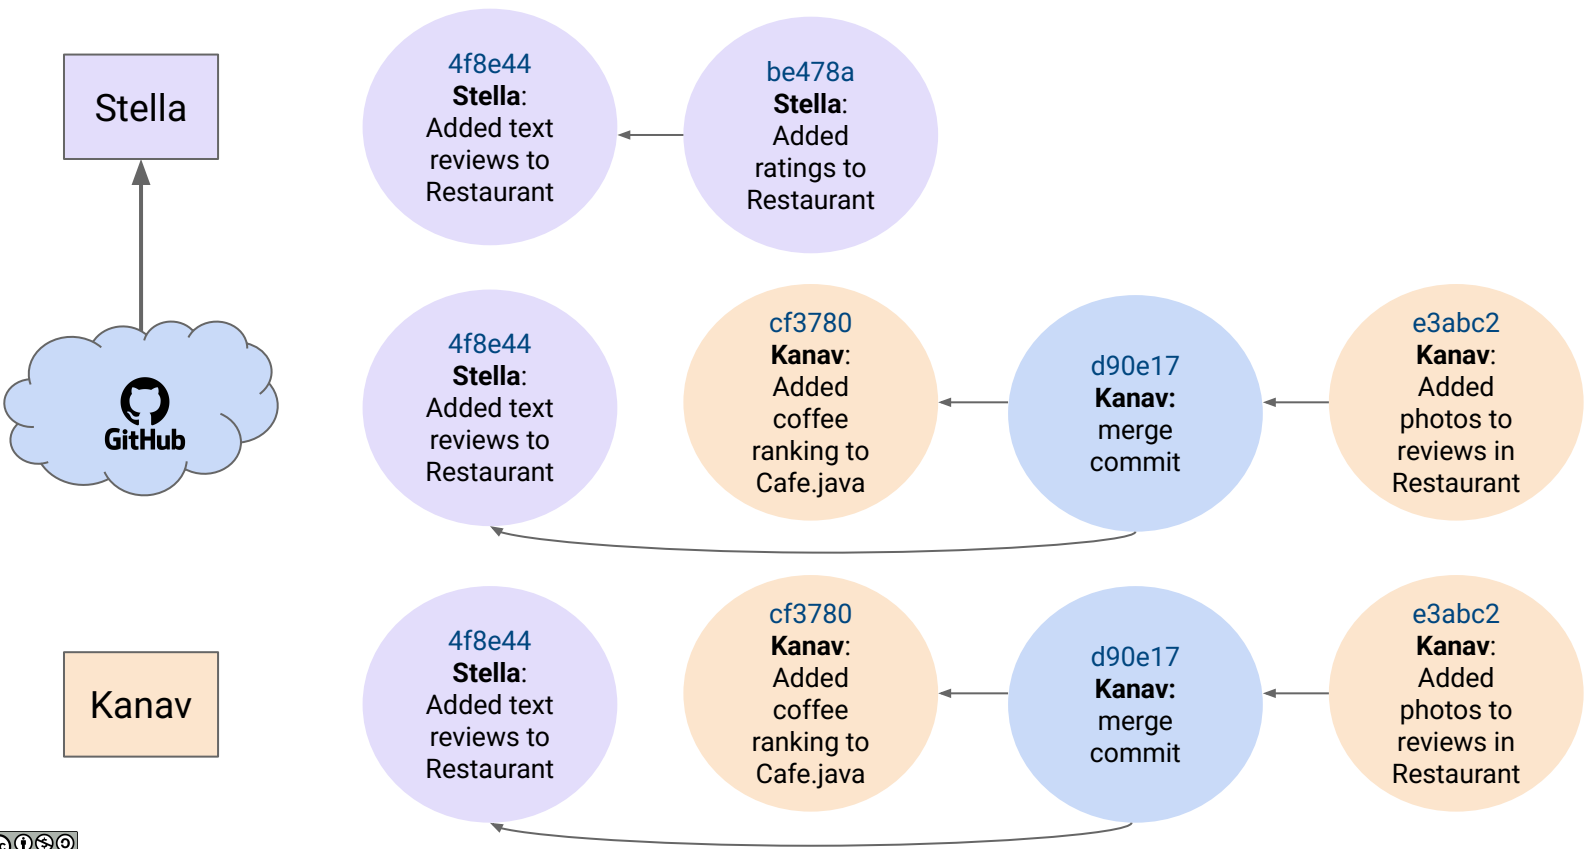 Stella
4f8e44
Stella:
Added text
reviews to
Restaurant
be478a
Stella:
Added
ratings to
Restaurant
GitHub
4f8e44
Stella:
Added text
reviews to
Restaurant
cf3780
Kanav:
Added
coffee
ranking to
Cafe.java
d90e17
Kanav:
merge
commit
e3abc2
Kanav:
Added
photos to
reviews in
Restaurant
Kanav
4f8e44
Stella:
Added text
reviews to
Restaurant
cf3780
Kanav:
Added
coffee
ranking to
Cafe.java
d90e17
Kanav:
merge
commit
e3abc2
Kanav:
Added
photos to
reviews in
Restaurant